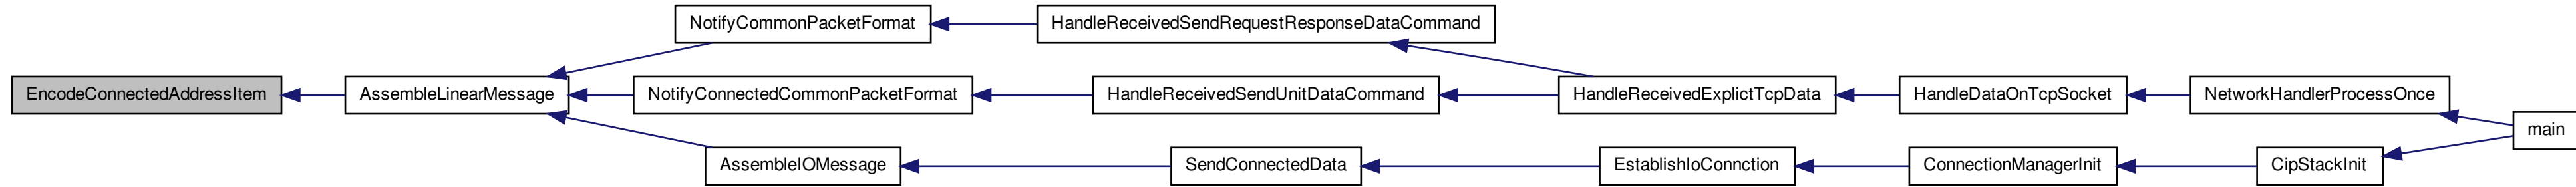 NotifyCommonPacketFormat
HandleReceivedSendRequestResponseDataCommand
EncodeConnectedAddressItem
AssembleLinearMessage
NotifyConnectedCommonPacketFormat
HandleReceivedSendUnitDataCommand
HandleReceivedExplictTcpData
HandleDataOnTcpSocket
NetworkHandlerProcessOnce
main
AssembleIOMessage
SendConnectedData
EstablishIoConnction
ConnectionManagerInit
CipStackInit